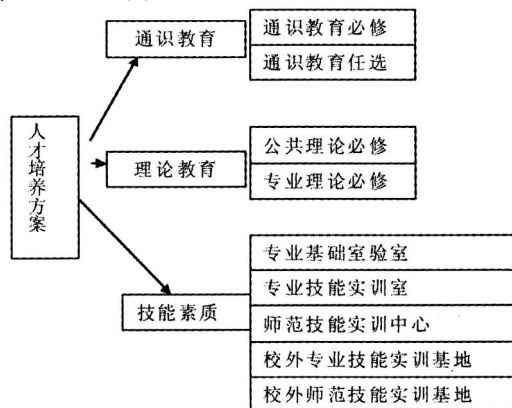 人才培养方案
通识教育
通识教育必修
通识教育任选
理论教育
公共理论必修
专业理论必修
技能素质
专业基础室验室
专业技能实训室
师范技能实训中心
校外专业技能实训基地
校外师范技能实训基地